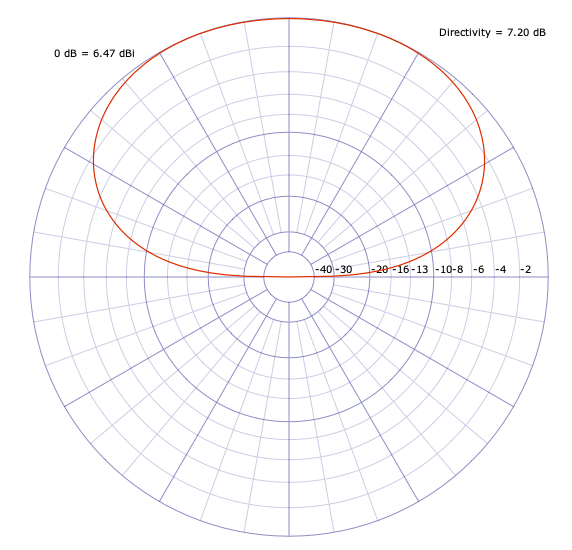 Directivity = 7.20 dB
0 dB = 6.47 dBi
-40 -30 -20 -16 -13 -10 -8 -6 -4 -2